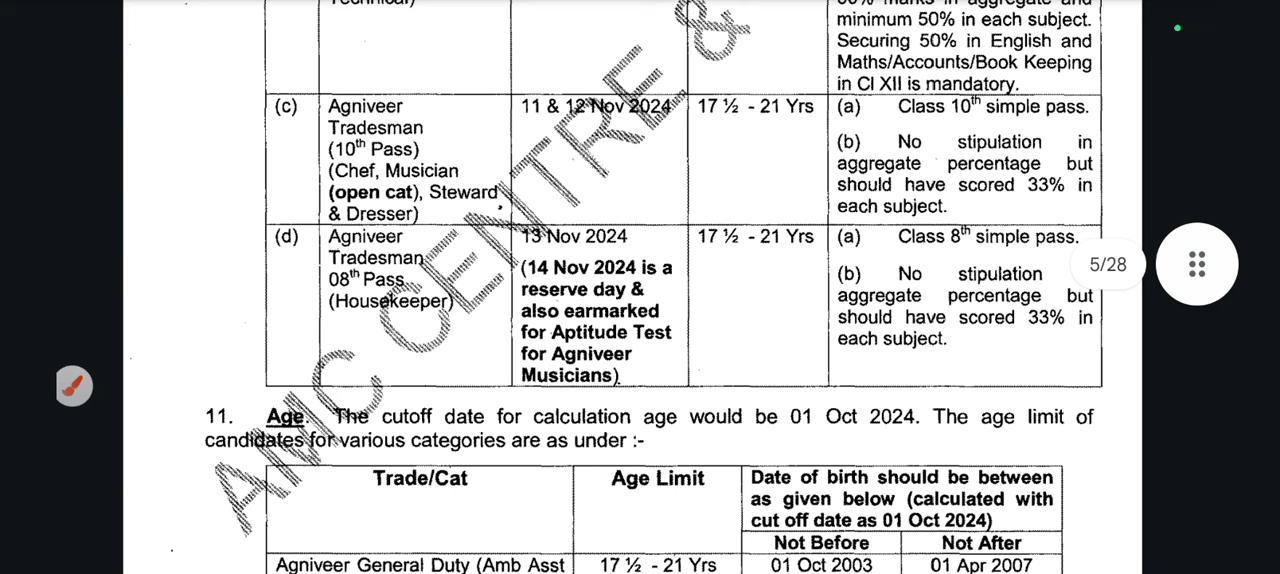 Technical)
50% marks in aggregate and
minimum 50% in each subject.
Securing 50% in English and
Maths/Accounts/Book Keeping
in Cl XII is mandatory.
(c) Agniveer Tradesman (10th Pass) (Chef, Musician (open cat), Steward & Dresser)
11 & 12 Nov 2024
17 ½ - 21 Yrs
(a) Class 10th simple pass.
(b) No stipulation in
aggregate percentage but
should have scored 33% in
each subject.
(d) Agniveer
Tradesman
08th Pass
(Housekeeper)
13 Nov 2024
(14 Nov 2024 is a
reserve day &
also earmarked
for Aptitude Test
for Agniveer
Musicians)
17 ½ - 21 Yrs
(a) Class 8th simple pass.
(b) No stipulation
aggregate percentage but
should have scored 33% in
each subject.
5/28
11. Age. The cutoff date for calculation age would be 01 Oct 2024. The age limit of
candidates for various categories are as under :-
Trade/Cat
Age Limit
Date of birth should be between
as given below (calculated with
cut off date as 01 Oct 2024)
Not Before Not After
Agniveer General Duty (Amb Asst 17 ½ - 21 Yrs 01 Oct 2003 01 Apr 2007
AMC CENTRE &